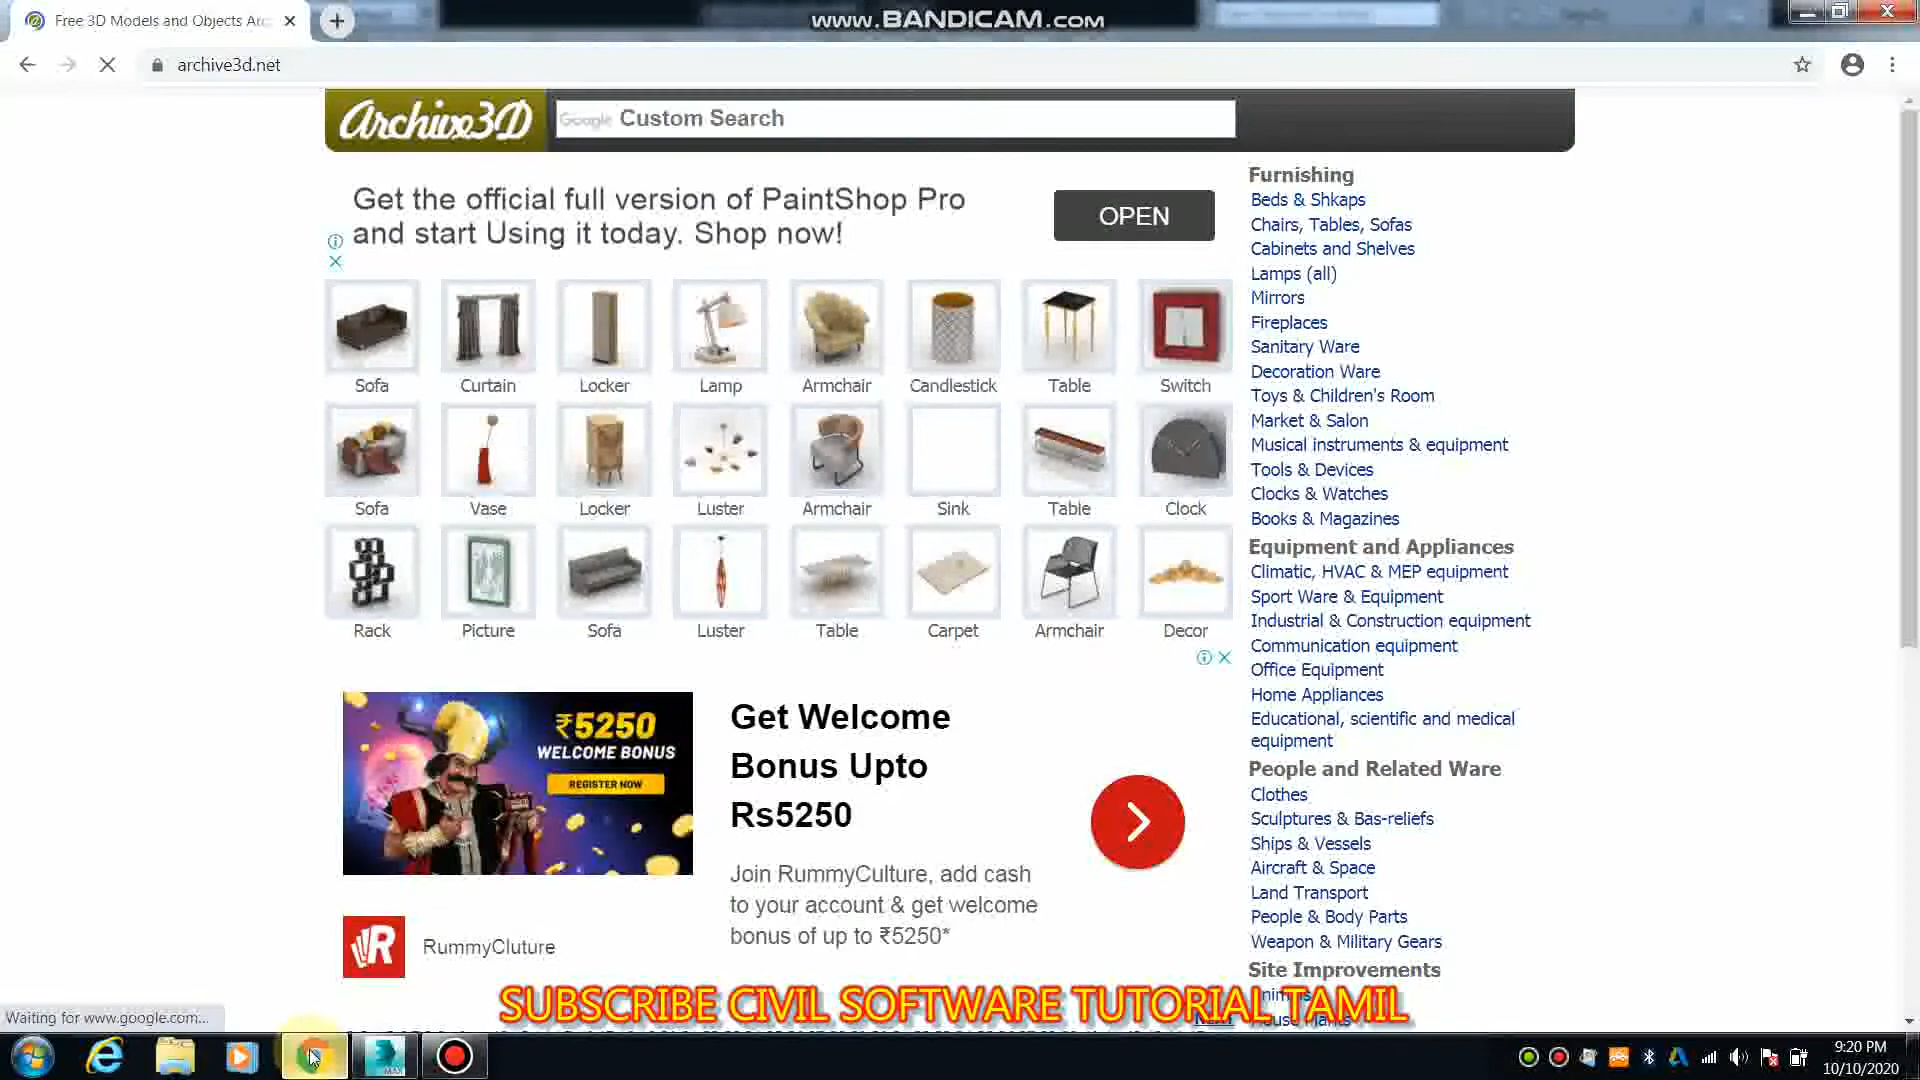 Free 3D Models and Objects Arc
www.BANDICAM.com
archive3d.net
Archive3D
Google Custom Search
Get the official full version of PaintShop Pro
and start Using it today. Shop now!
OPEN
Sofa Curtain Locker Lamp Armchair Candlestick Table Switch
Sofa Vase Locker Luster Armchair Sink Table Clock
Rack Picture Sofa Luster Table Carpet Armchair Decor
₹5250
WELCOME BONUS
REGISTER NOW
Get Welcome
Bonus Upto
Rs5250
Join RummyCulture, add cash
to your account & get welcome
bonus of up to ₹5250*
R
RummyCluture
Furnishing
Beds & Shkaps
Chairs, Tables, Sofas
Cabinets and Shelves
Lamps (all)
Mirrors
Fireplaces
Sanitary Ware
Decoration Ware
Toys & Children's Room
Market & Salon
Musical instruments & equipment
Tools & Devices
Clocks & Watches
Books & Magazines
Equipment and Appliances
Climatic, HVAC & MEP equipment
Sport Ware & Equipment
Industrial & Construction equipment
Communication equipment
Office Equipment
Home Appliances
Educational, scientific and medical
equipment
People and Related Ware
Clothes
Sculptures & Bas-reliefs
Ships & Vessels
Aircraft & Space
Land Transport
People & Body Parts
Weapon & Military Gears
Site Improvements
SUBSCRIBE CIVIL SOFTWARE TUTORIAL TAMIL
Waiting for www.google.com...
MAX
9:20 PM
10/10/2020